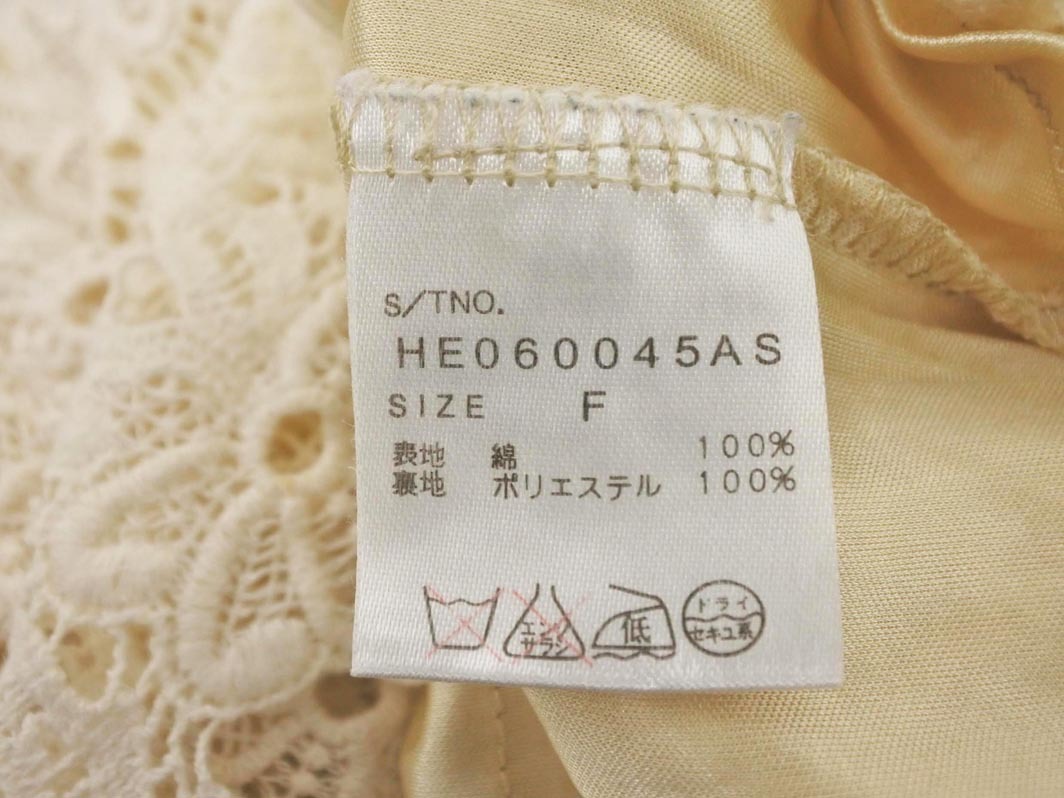 S/TNO.
HE060045AS
SIZE F
表地 綿 100%
裏地 ポリエステル 100%
エンソ
サラシ
低
ドライ
セキユ系